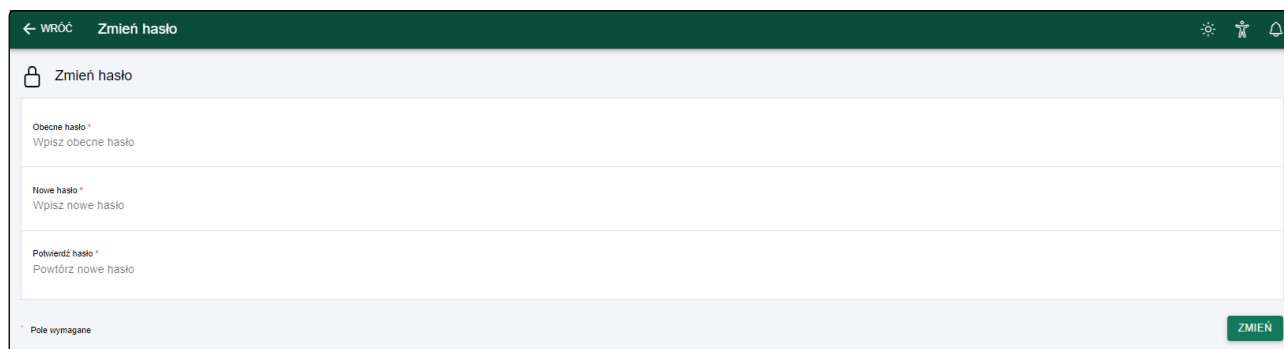 WRÓĆ Zmień hasło
Zmień hasło
Obecne hasło *
Wpisz obecne hasło
Nowe hasło *
Wpisz nowe hasło
Potwierdź hasło *
Powtórz nowe hasło
* Pole wymagane
ZMIEŃ